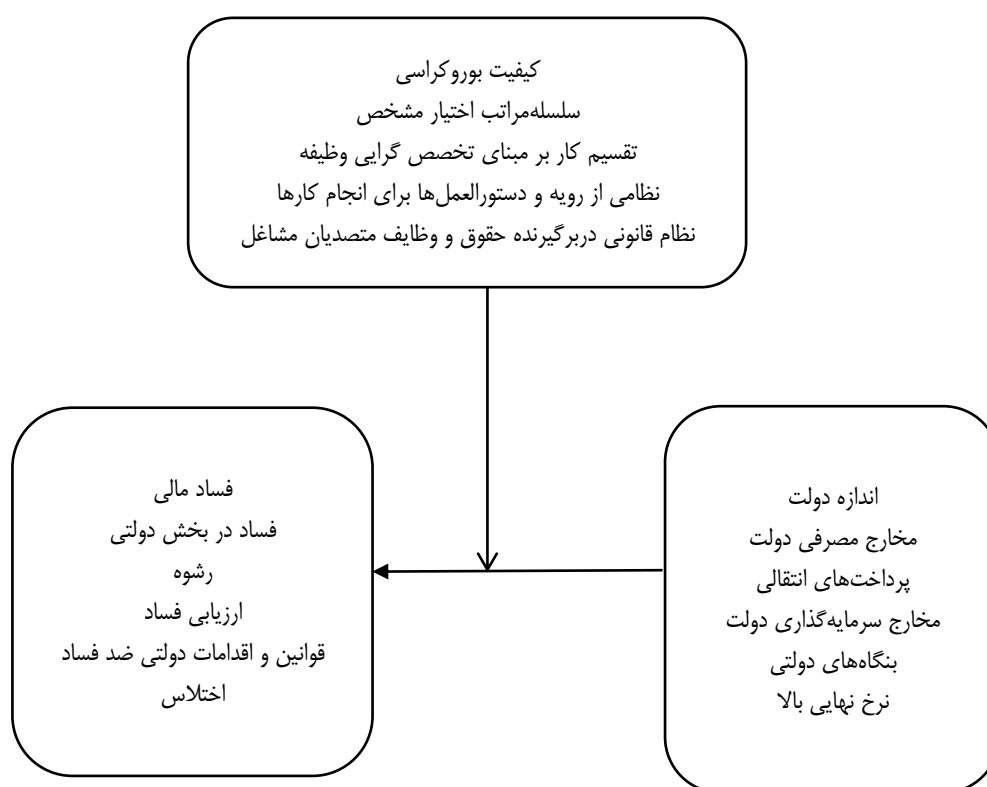 کیفیت بوروکراسی
سلسله‌مراتب اختیار مشخص
تقسیم کار بر مبنای تخصص گرایی وظیفه
نظامی از رویه و دستورالعمل‌ها برای انجام کارها
نظام قانونی دربرگیرنده حقوق و وظایف متصدیان مشاغل
اندازه دولت
مخارج مصرفی دولت
پرداخت‌های انتقالی
مخارج سرمایه‌گذاری دولت
بنگاه‌های دولتی
نرخ نهایی بالا
فساد مالی
فساد در بخش دولتی
رشوه
ارزیابی فساد
قوانین و اقدامات دولتی ضد فساد
اختلاس